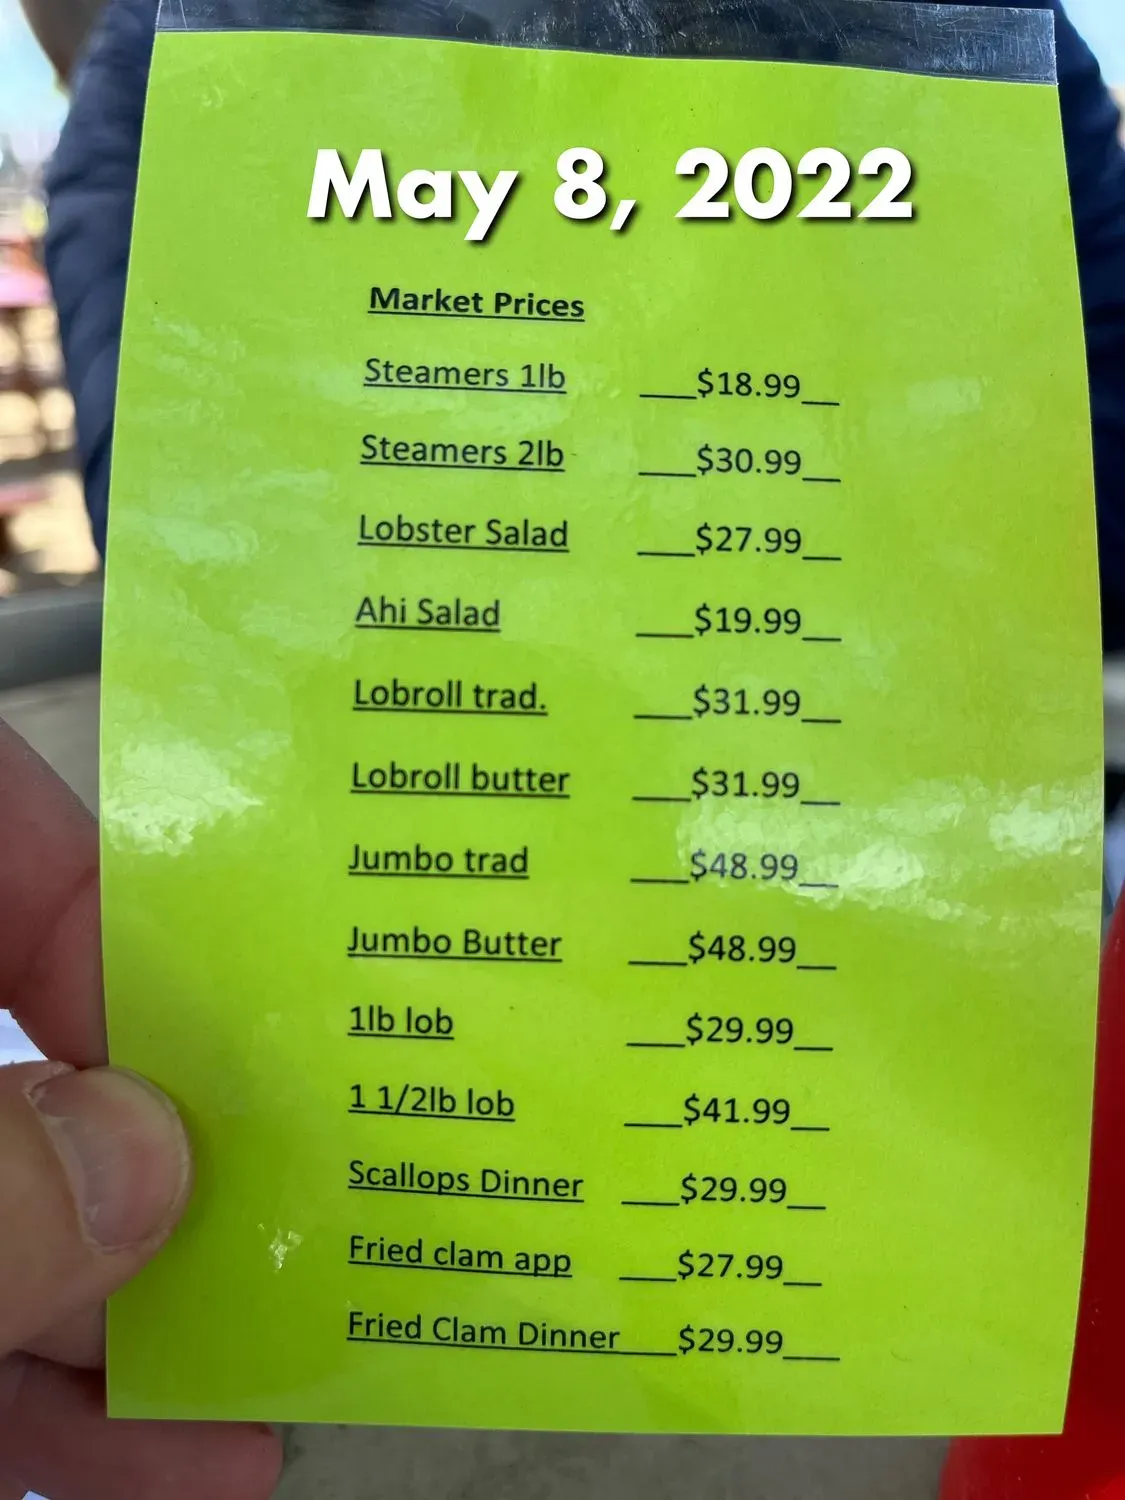 May 8, 2022
Market Prices
Steamers 1lb ___$18.99__
Steamers 2lb ___$30.99__
Lobster Salad ___$27.99__
Ahi Salad ___$19.99__
Lobroll trad. ___$31.99__
Lobroll butter ___$31.99__
Jumbo trad ___$48.99__
Jumbo Butter ___$48.99__
1lb lob ___$29.99__
1 1/2lb lob ___$41.99__
Scallops Dinner ___$29.99__
Fried clam app ___$27.99__
Fried Clam Dinner___$29.99___